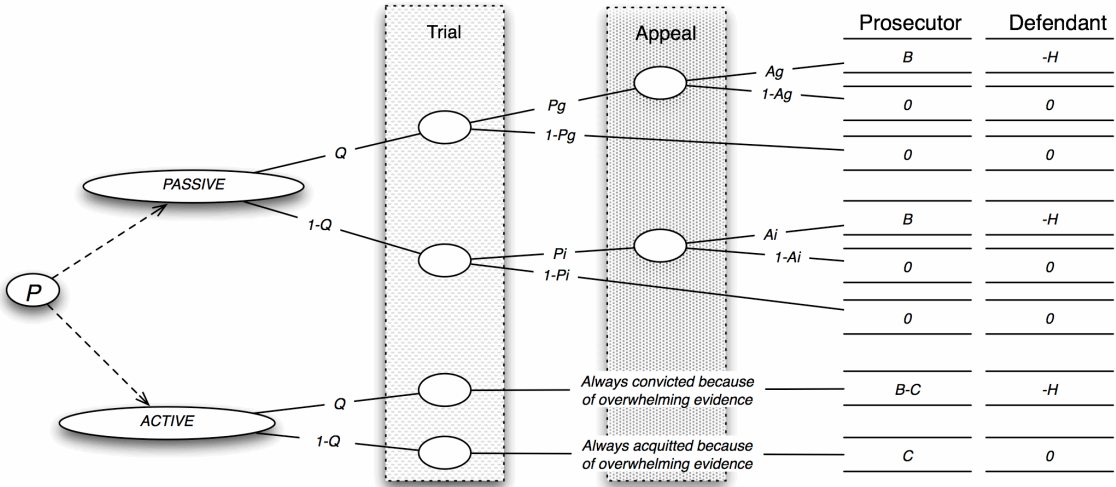 Trial
Appeal
Prosecutor
Defendant
B
-H
Ag
1-Ag
0
0
Pg
1-Pg
0
0
Q
PASSIVE
1-Q
B
-H
Ai
Pi
1-Ai
0
0
1-Pi
P
0
0
Always convicted because
of overwhelming evidence
B-C
-H
Q
ACTIVE
1-Q
Always acquitted because
of overwhelming evidence
C
0